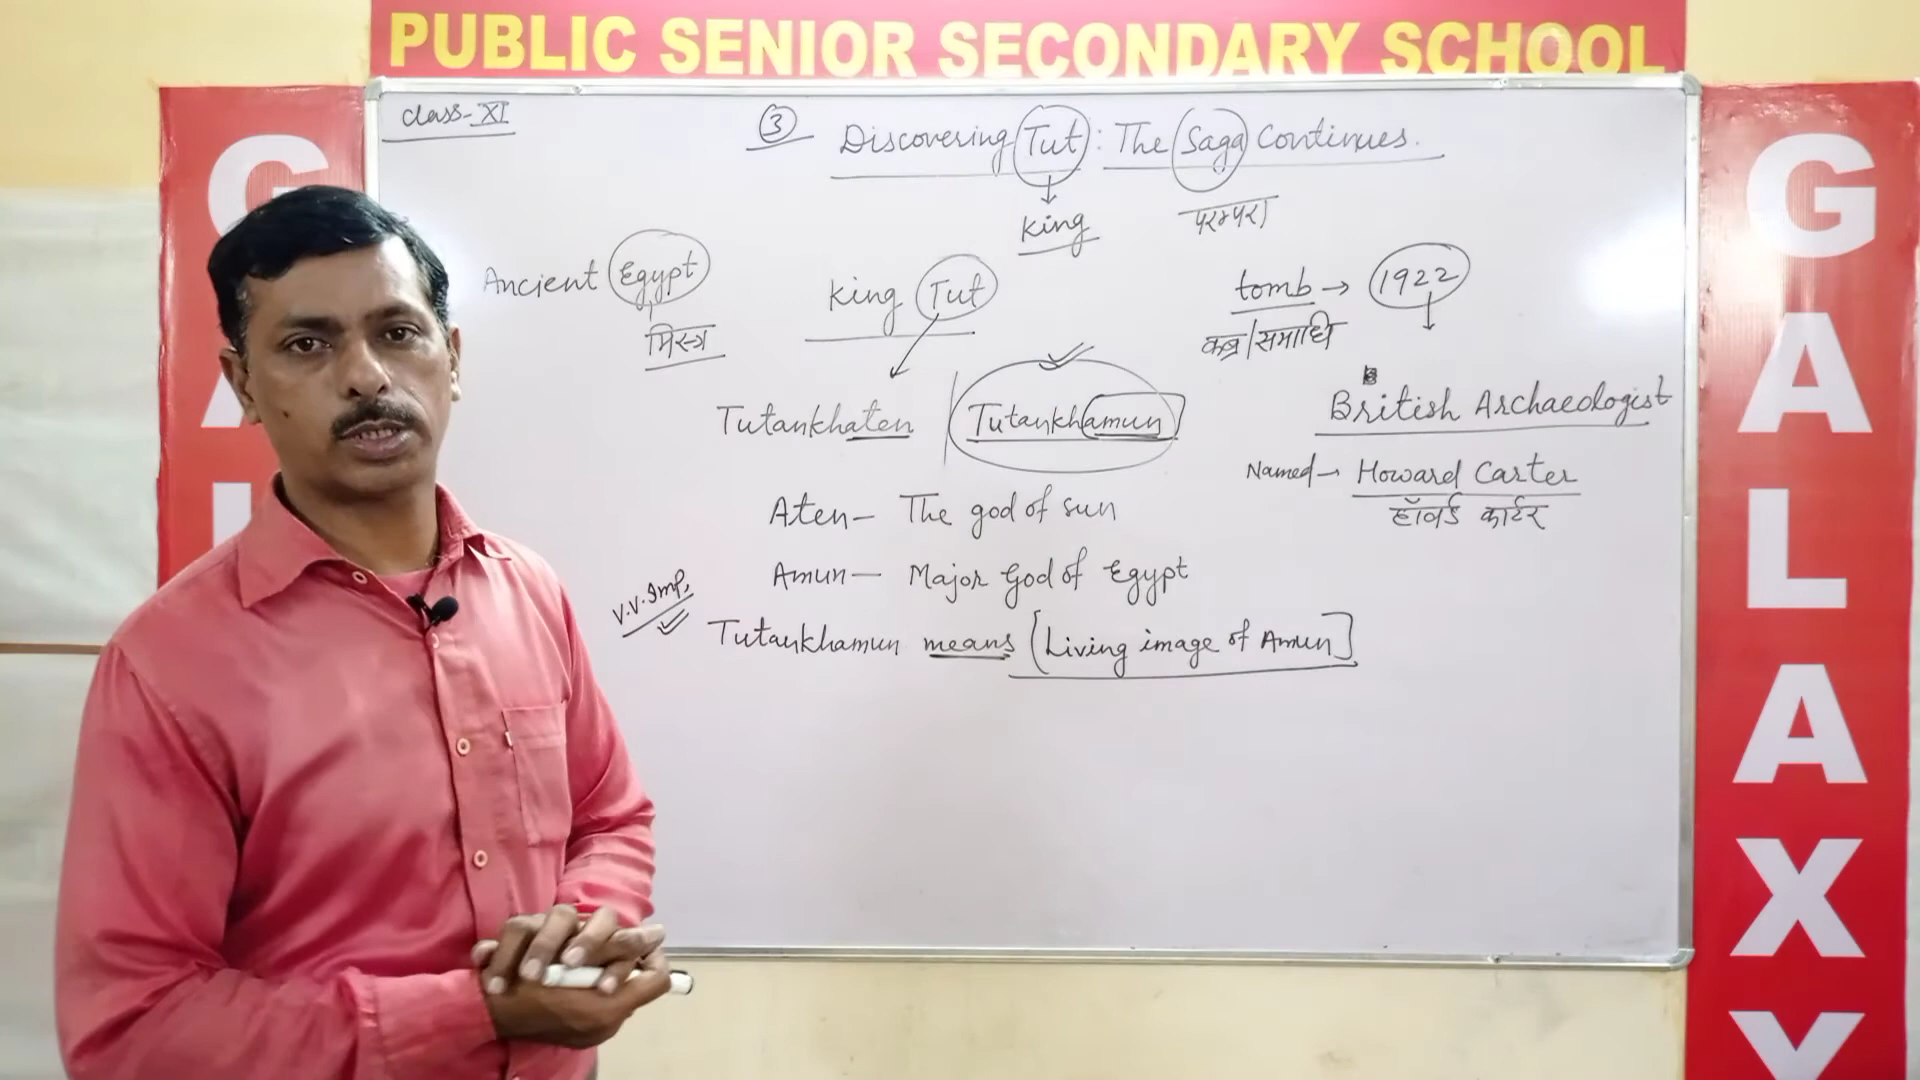 PUBLIC SENIOR SECONDARY SCHOOL
GALAXY
Class-XI
③ Discovering Tut : The Saga Continues.
King
परम्परा
Ancient Egypt
मिस्त्र
King Tut
tomb → 1922
कब्र/समाधि
Tutankhaten
Tutankhamun
British Archaeologist
Named → Howard Carter
हॉवर्ड कार्टर
Aten — The god of sun
Amun — Major God of Egypt
V.V. Imp.
Tutankhamun means [Living image of Amun]